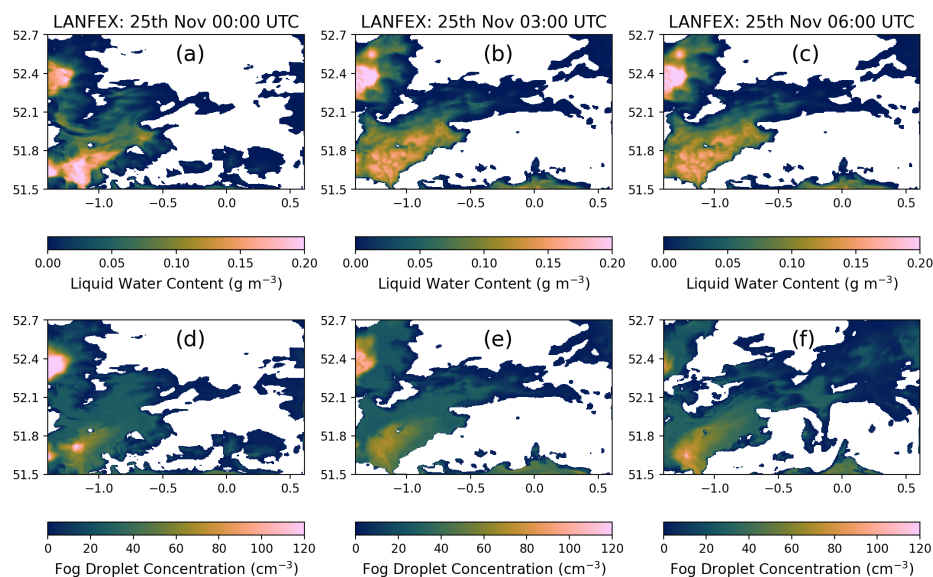 LANFEX: 25th Nov 00:00 UTC LANFEX: 25th Nov 03:00 UTC LANFEX: 25th Nov 06:00 UTC
52.7 52.7 52.7
(a) (b) (c)
52.4 52.4 52.4
52.1 52.1 52.1
51.8 51.8 51.8
51.5 51.5 51.5
−1.0 −0.5 0.0 0.5 −1.0 −0.5 0.0 0.5 −1.0 −0.5 0.0 0.5
0.00 0.05 0.10 0.15 0.20 0.00 0.05 0.10 0.15 0.20 0.00 0.05 0.10 0.15 0.20
Liquid Water Content (g m⁻³) Liquid Water Content (g m⁻³) Liquid Water Content (g m⁻³)
52.7 52.7 52.7
(d) (e) (f)
52.4 52.4 52.4
52.1 52.1 52.1
51.8 51.8 51.8
51.5 51.5 51.5
−1.0 −0.5 0.0 0.5 −1.0 −0.5 0.0 0.5 −1.0 −0.5 0.0 0.5
0 20 40 60 80 100 120 0 20 40 60 80 100 120 0 20 40 60 80 100 120
Fog Droplet Concentration (cm⁻³) Fog Droplet Concentration (cm⁻³) Fog Droplet Concentration (cm⁻³)